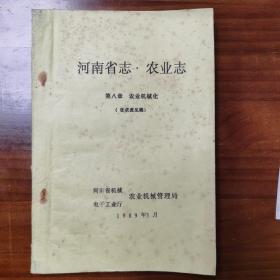 河南省志·农业志
第八章 农业机械化
（征求意见稿）
河南省机械
电子工业厅 农业机械管理局
1989年1月